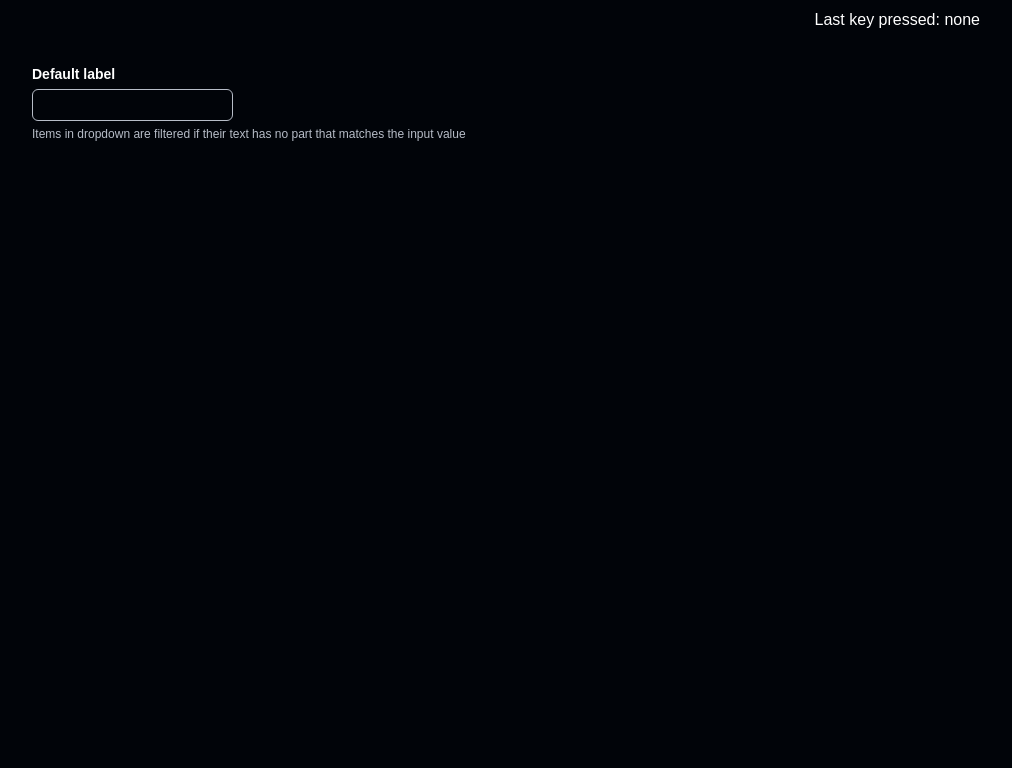 Last key pressed: none
Default label
Items in dropdown are filtered if their text has no part that matches the input value